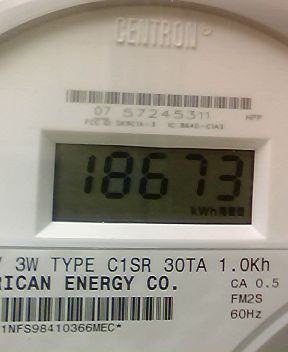 CENTRON®
07 57245311
HPP
18673
kWh
3W TYPE C1SR 30TA 1.0Kh
RICAN ENERGY CO.
CA 0.5
FM2S
60Hz
1NFS98410366MEC*